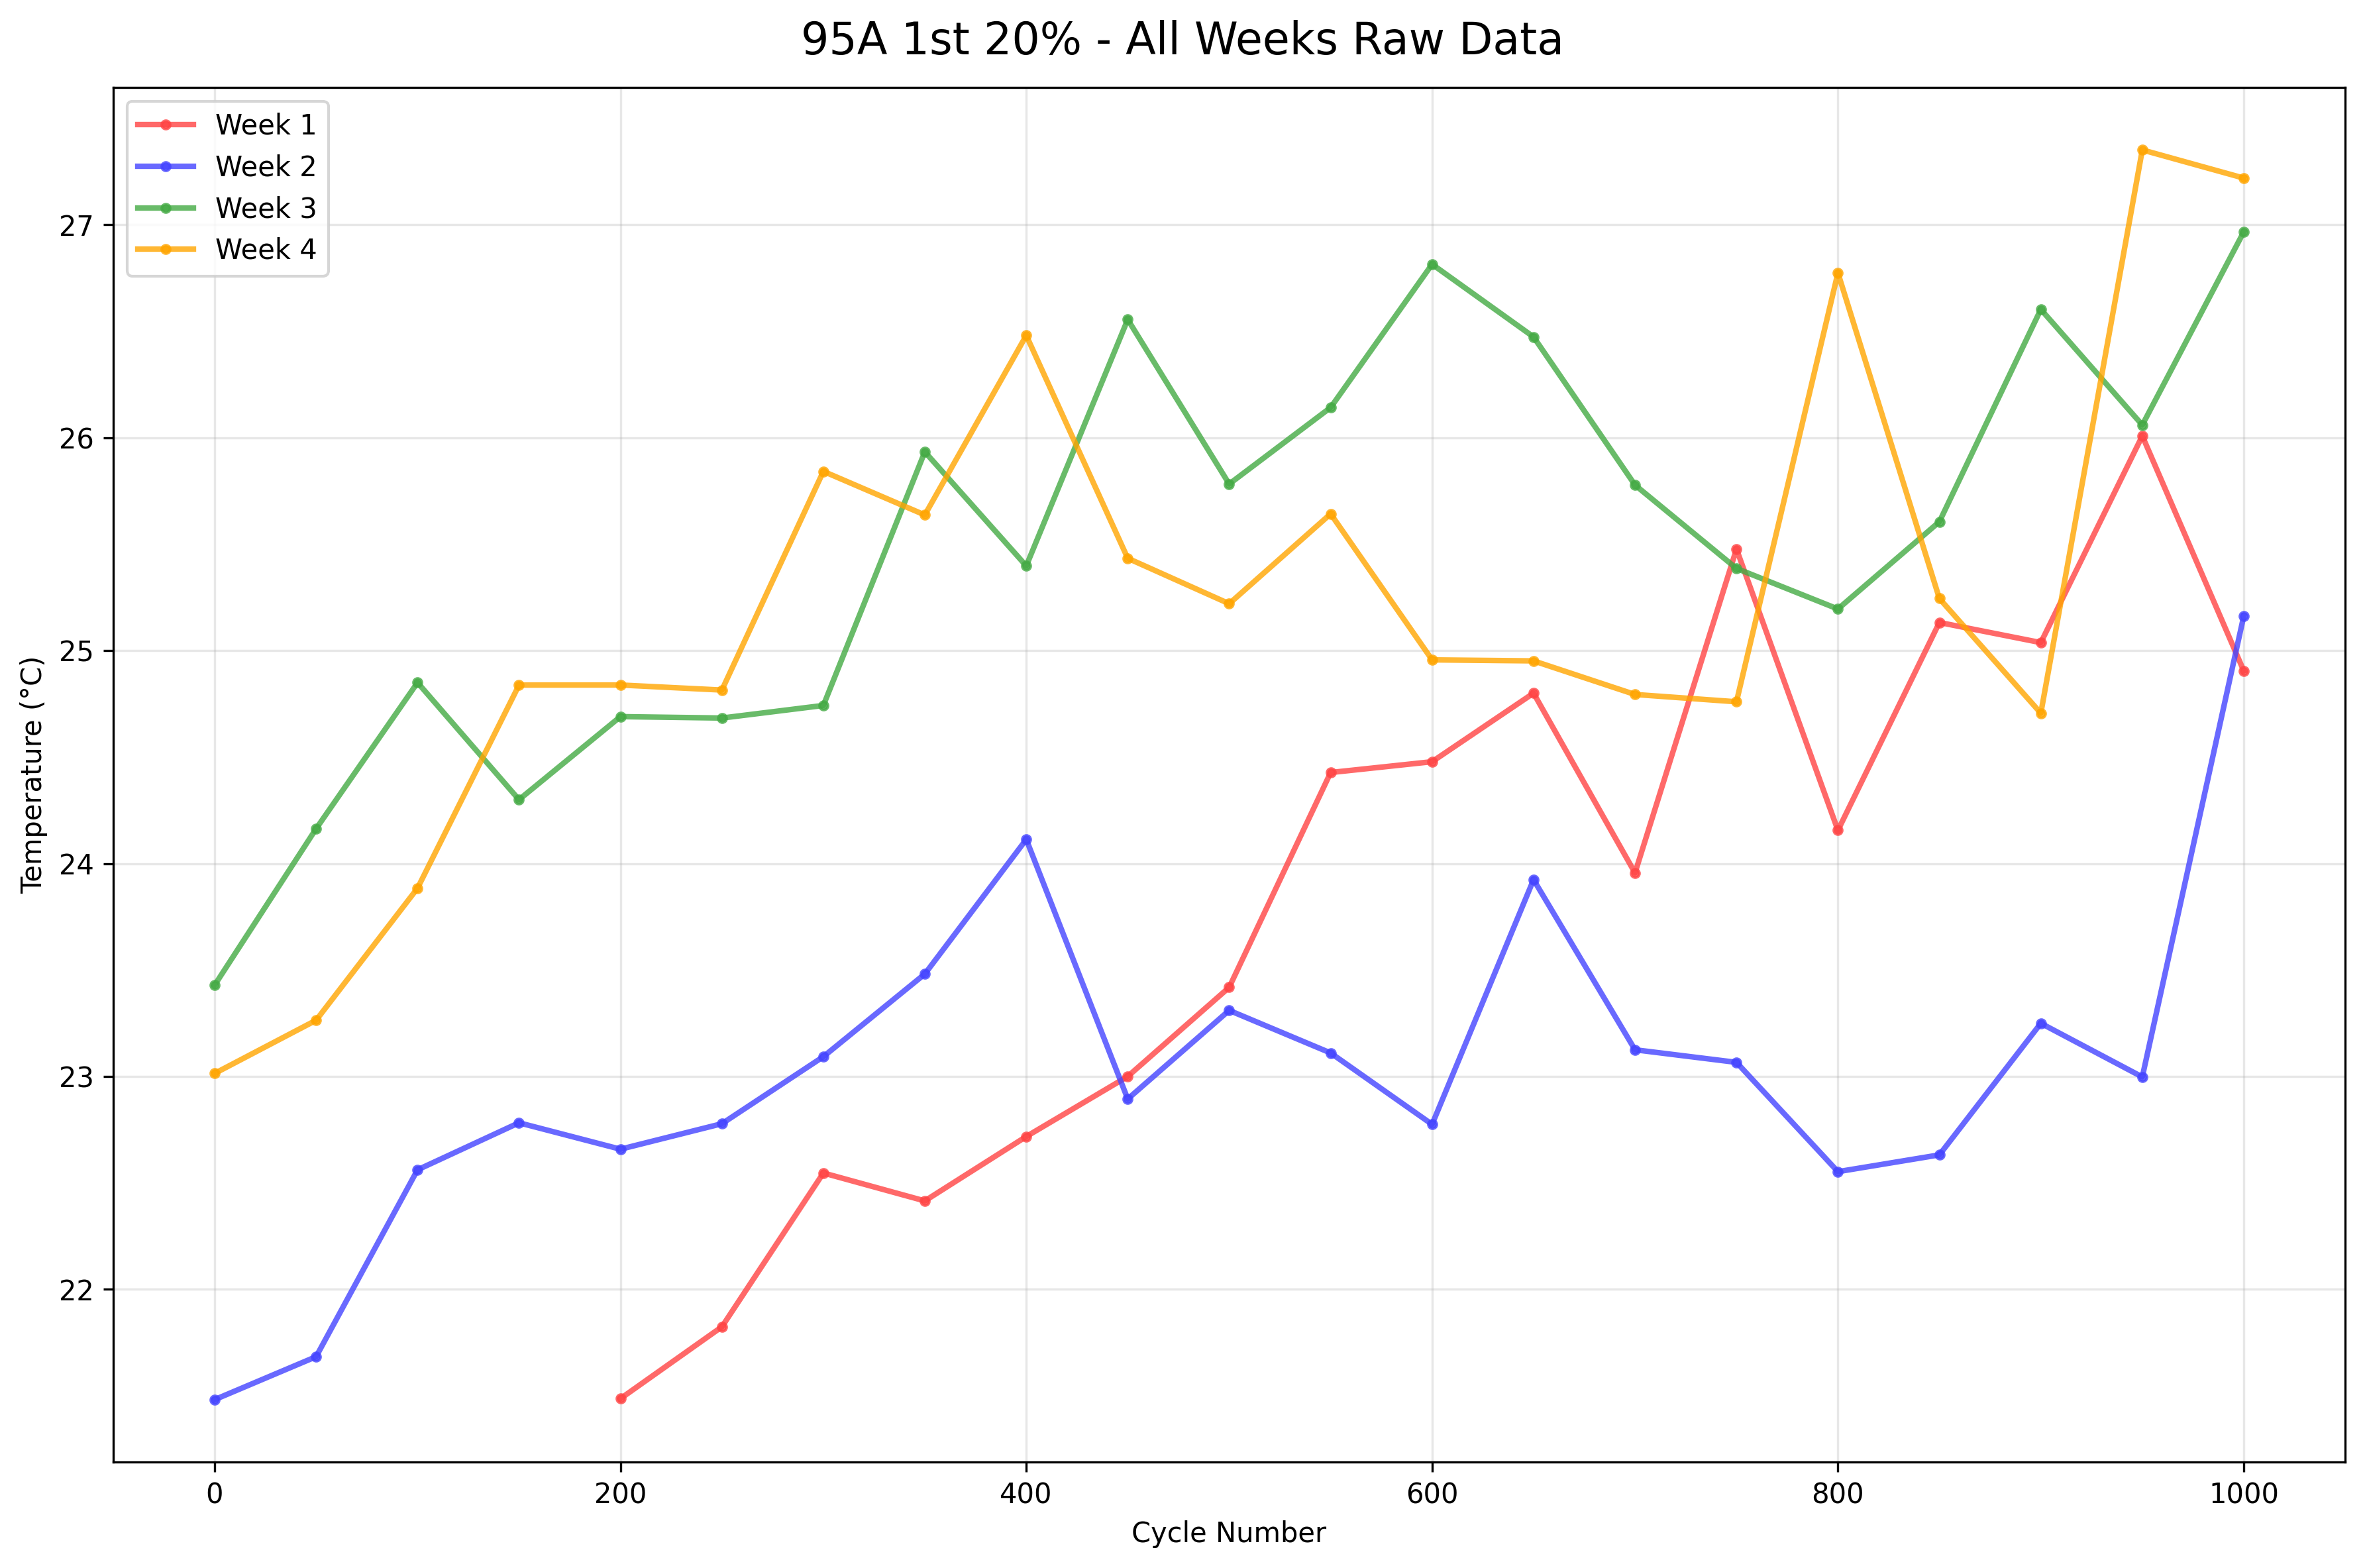 95A 1st 20% - All Weeks Raw Data
Week 1
Week 2
Week 3
Week 4
27
26
25
24
23
22
Temperature (°C)
0 200 400 600 800 1000
Cycle Number